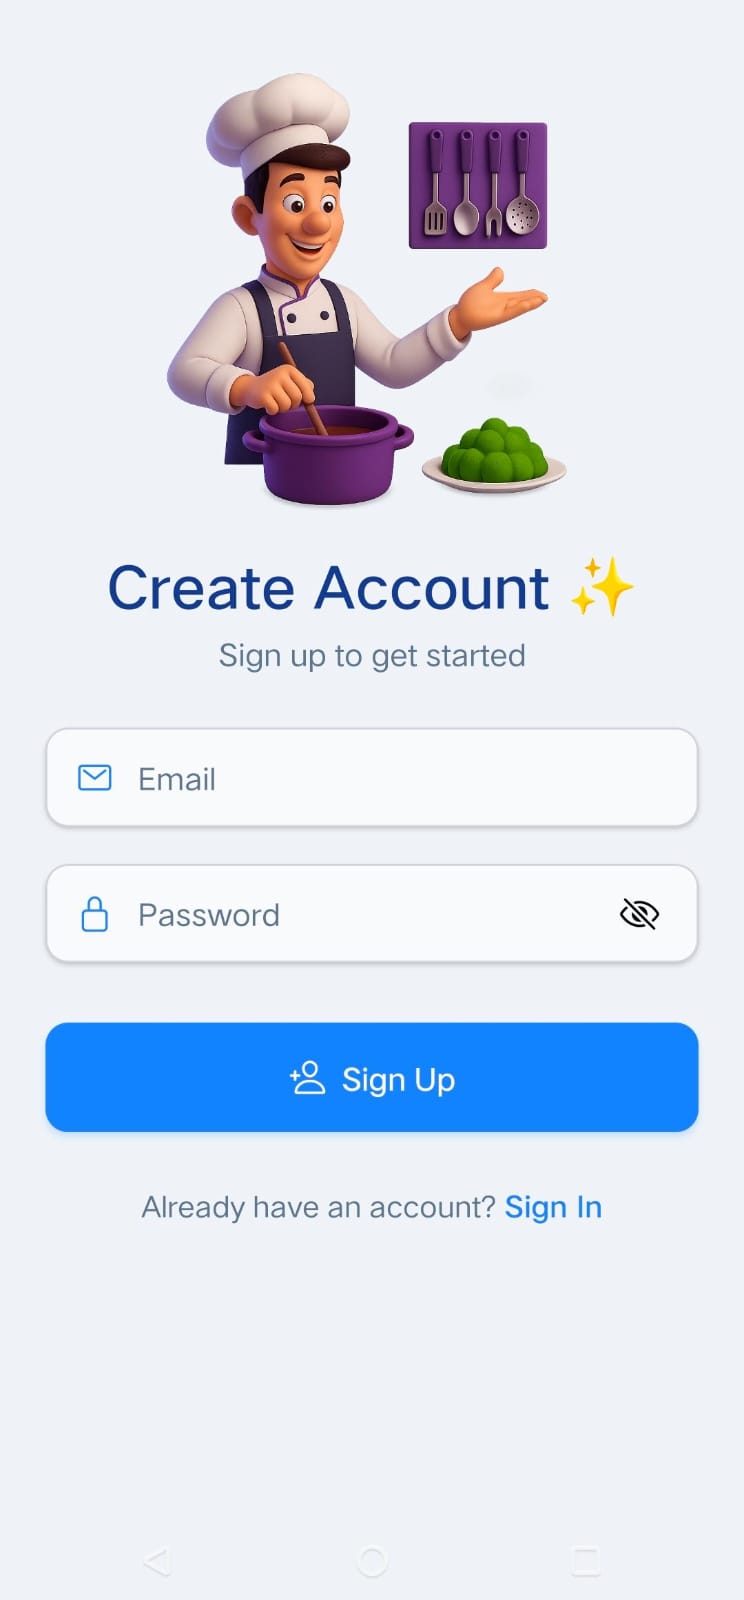 Create Account ✨
Sign up to get started
Email
Password
Sign Up
Already have an account? Sign In